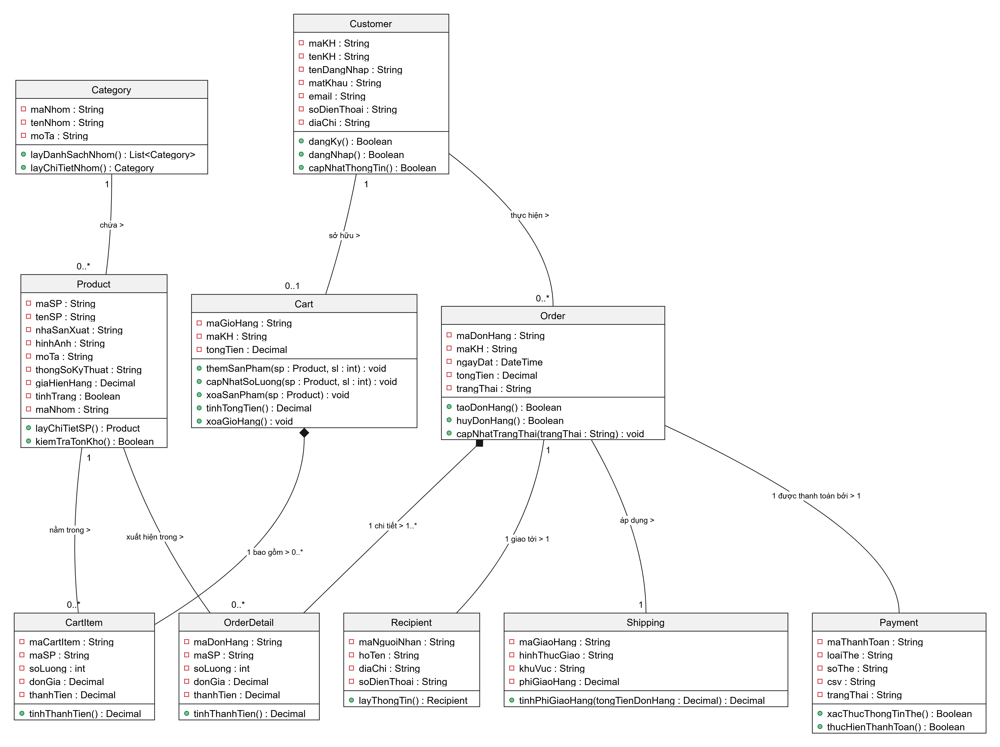 Customer
maKH : String
tenKH : String
tenDangNhap : String
matKhau : String
email : String
soDienThoai : String
diaChi : String
dangKy() : Boolean
dangNhap() : Boolean
capNhatThongTin() : Boolean
Category
maNhom : String
tenNhom : String
moTa : String
layDanhSachNhom() : List<Category>
layChiTietNhom() : Category
1
1
thực hiện >
chứa >
sở hữu >
0..*
0..1
0..*
Product
maSP : String
tenSP : String
nhaSanXuat : String
hinhAnh : String
moTa : String
thongSoKyThuat : String
giaHienHang : Decimal
tinhTrang : Boolean
maNhom : String
layChiTietSP() : Product
kiemTraTonKho() : Boolean
Cart
maGioHang : String
maKH : String
tongTien : Decimal
themSanPham(sp : Product, sl : int) : void
capNhatSoLuong(sp : Product, sl : int) : void
xoaSanPham(sp : Product) : void
tinhTongTien() : Decimal
xoaGioHang() : void
Order
maDonHang : String
maKH : String
ngayDat : DateTime
tongTien : Decimal
trangThai : String
taoDonHang() : Boolean
huyDonHang() : Boolean
capNhatTrangThai(trangThai : String) : void
1
1
1 được thanh toán bởi > 1
áp dụng >
1 chi tiết > 1..*
nằm trong >
xuất hiện trong >
1 giao tới > 1
1 bao gồm > 0..*
0..*
0..*
1
CartItem
maCartItem : String
maSP : String
soLuong : int
donGia : Decimal
thanhTien : Decimal
tinhThanhTien() : Decimal
OrderDetail
maDonHang : String
maSP : String
soLuong : int
donGia : Decimal
thanhTien : Decimal
tinhThanhTien() : Decimal
Recipient
maNguoiNhan : String
hoTen : String
diaChi : String
soDienThoai : String
layThongTin() : Recipient
Shipping
maGiaoHang : String
hinhThucGiao : String
khuVuc : String
phiGiaoHang : Decimal
tinhPhiGiaoHang(tongTienDonHang : Decimal) : Decimal
Payment
maThanhToan : String
loaiThe : String
soThe : String
csv : String
trangThai : String
xacThucThongTinThe() : Boolean
thucHienThanhToan() : Boolean